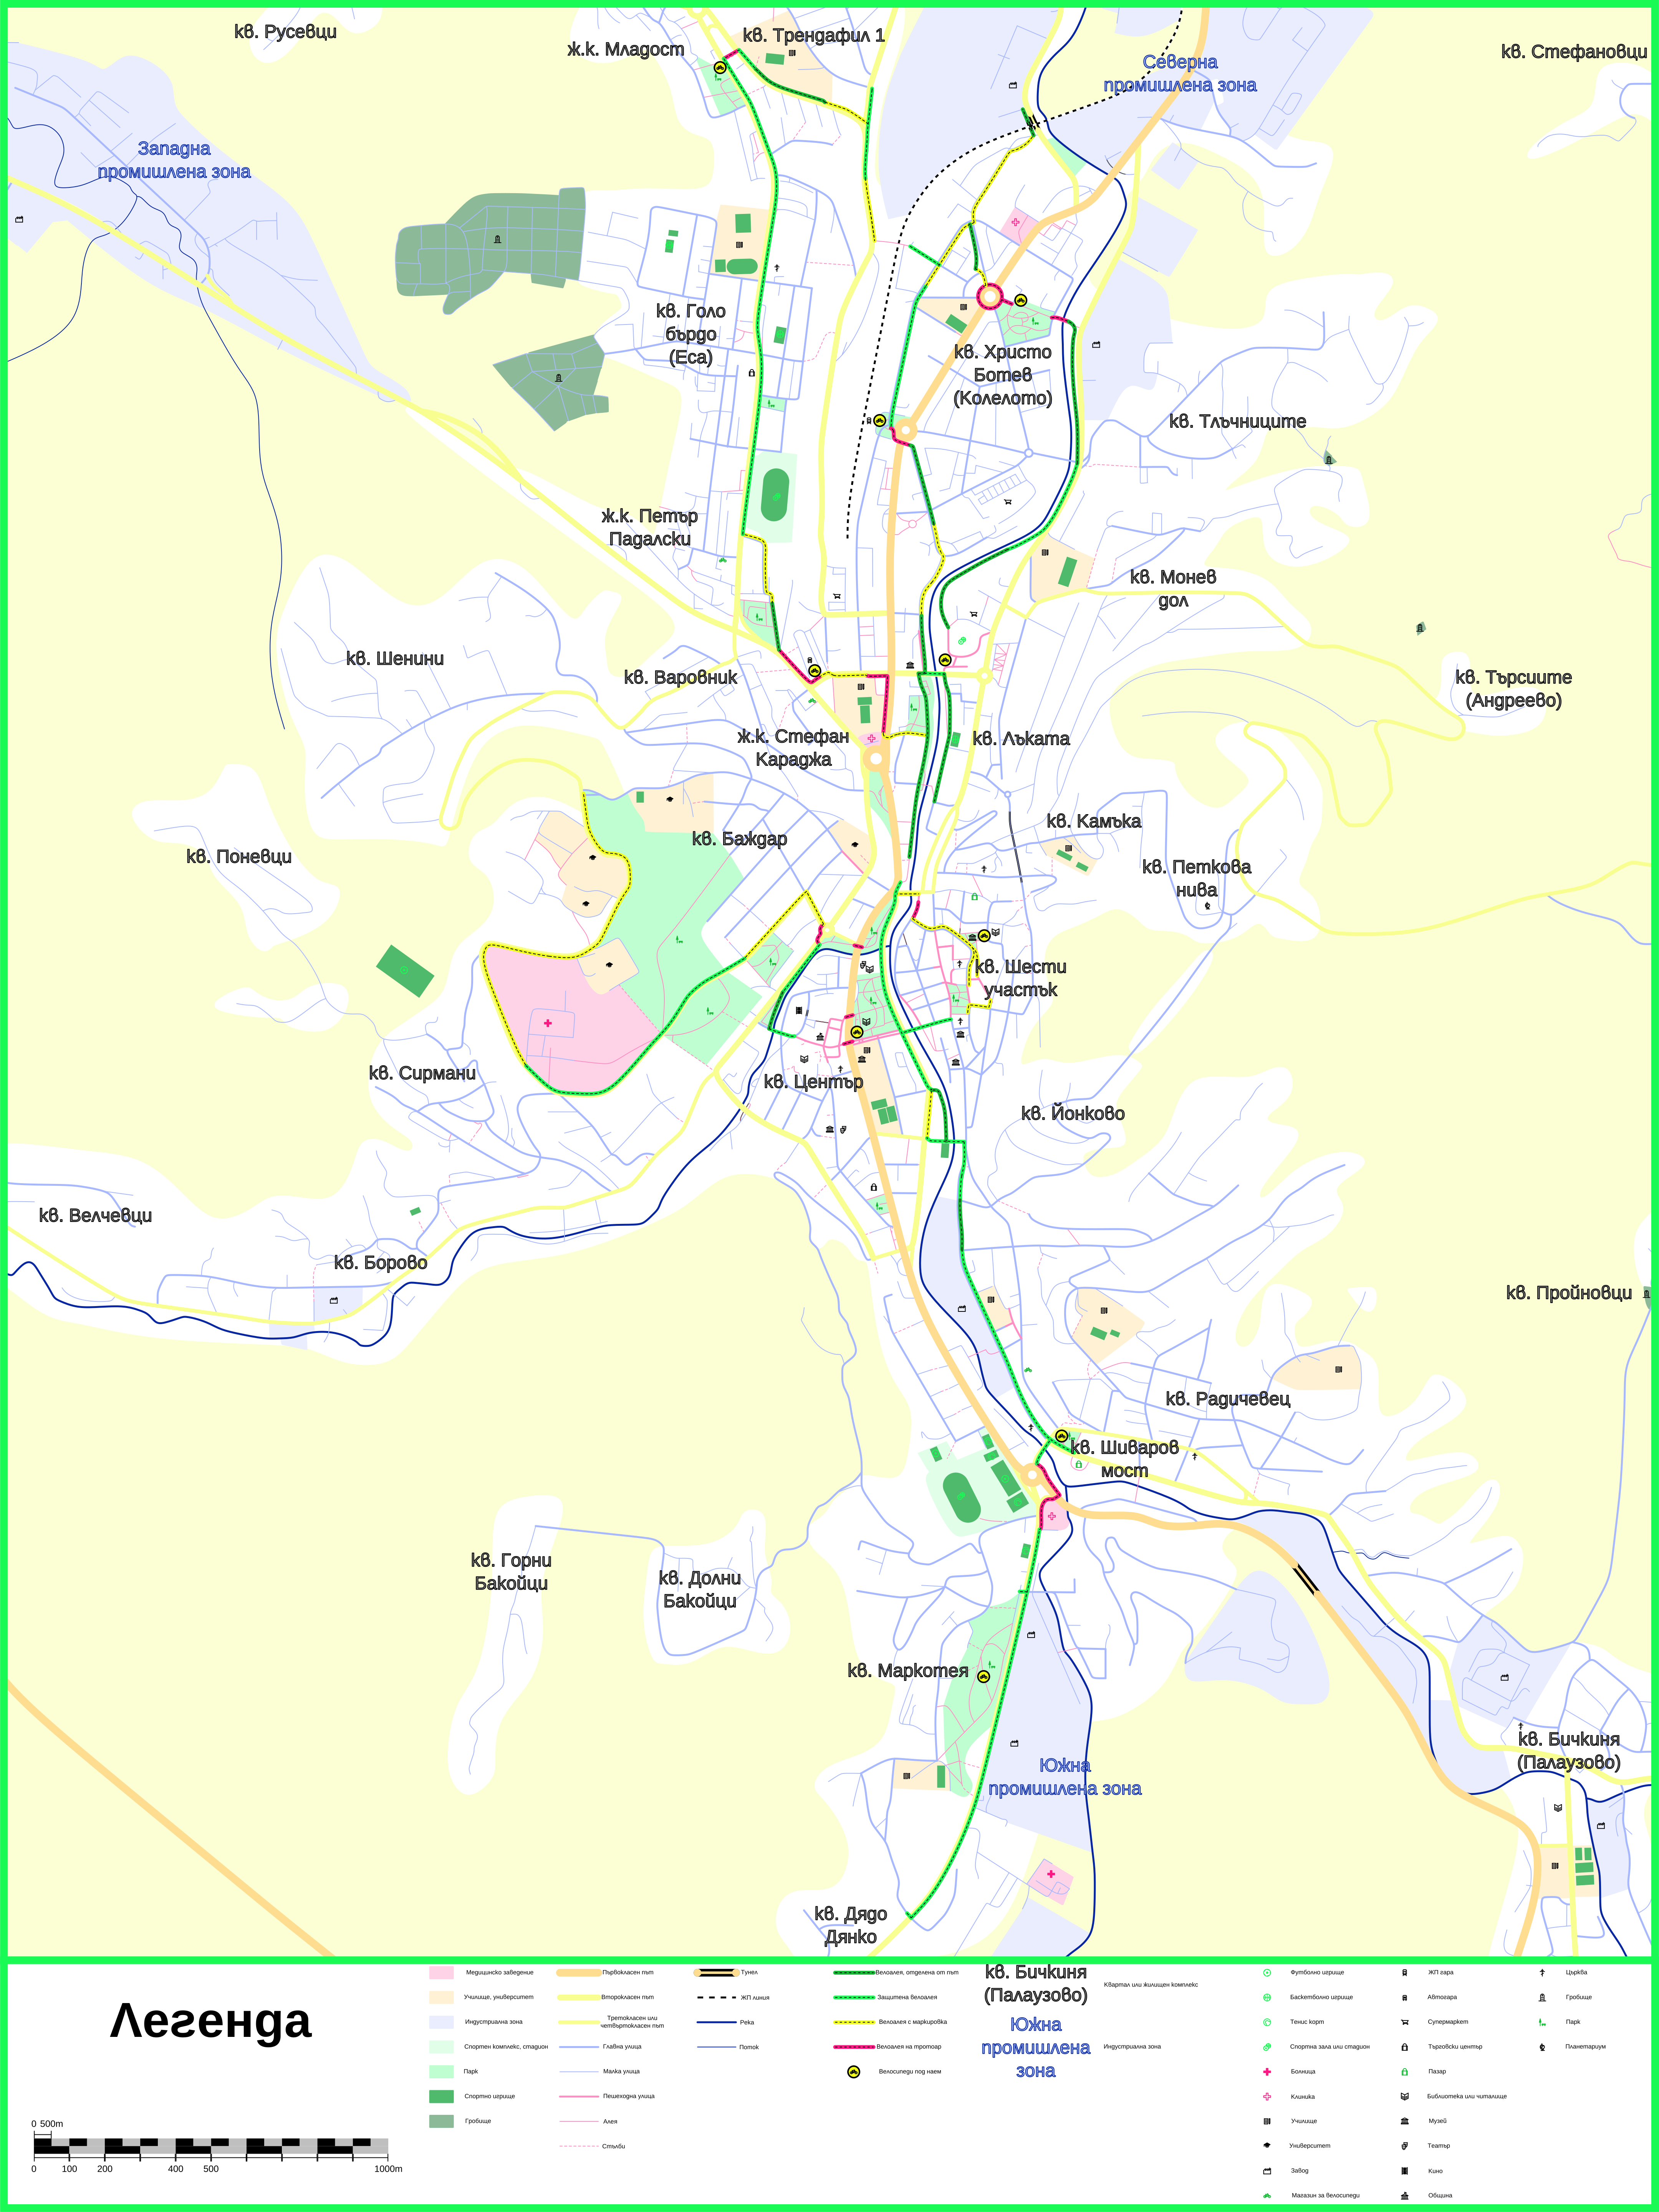 кв. Русевци
ж.к. Младост
кв. Трендафил 1
Северна
промишлена зона
кв. Стефановци
Западна
промишлена зона
кв. Голо
бърдо
(Еса)
кв. Христо
Ботев
(Колелото)
кв. Тлъчниците
ж.к. Петър
Падалски
кв. Монев
дол
кв. Шенини
кв. Варовник
кв. Търсиите
(Андреево)
ж.к. Стефан
Караджа
кв. Лъката
кв. Баждар
кв. Камъка
кв. Поневци
кв. Петкова
нива
кв. Шести
участък
кв. Сирмани
кв. Център
кв. Йонково
кв. Велчевци
кв. Борово
кв. Пройновци
кв. Радичевец
кв. Шиваров
мост
кв. Горни
Бакойци
кв. Долни
Бакойци
кв. Маркотея
кв. Бичкиня
(Палаузово)
Южна
промишлена зона
кв. Дядо
Дянко
Легенда
0 500m
0 100 200 400 500 1000m
Медицинско заведение
Училище, университет
Индустриална зона
Спортен комплекс, стадион
Парк
Спортно игрище
Гробище
Първокласен път
Второкласен път
Третокласен или
четвъртокласен път
Главна улица
Малка улица
Пешеходна улица
Алея
Стълби
Тунел
ЖП линия
Река
Поток
Велоалея, отделена от път
Защитена велоалея
Велоалея с маркировка
Велоалея на тротоар
Велосипеди под наем
кв. Бичкиня
(Палаузово)
Квартал или жилищен комплекс
Южна
промишлена
зона
Индустриална зона
Футболно игрище
Баскетболно игрище
Тенис корт
Спортна зала или стадион
Болница
Клиника
Училище
Университет
Завод
Магазин за велосипеди
ЖП гара
Автогара
Супермаркет
Търговски център
Пазар
Библиотека или читалище
Музей
Театър
Кино
Община
Църква
Гробище
Парк
Планетариум